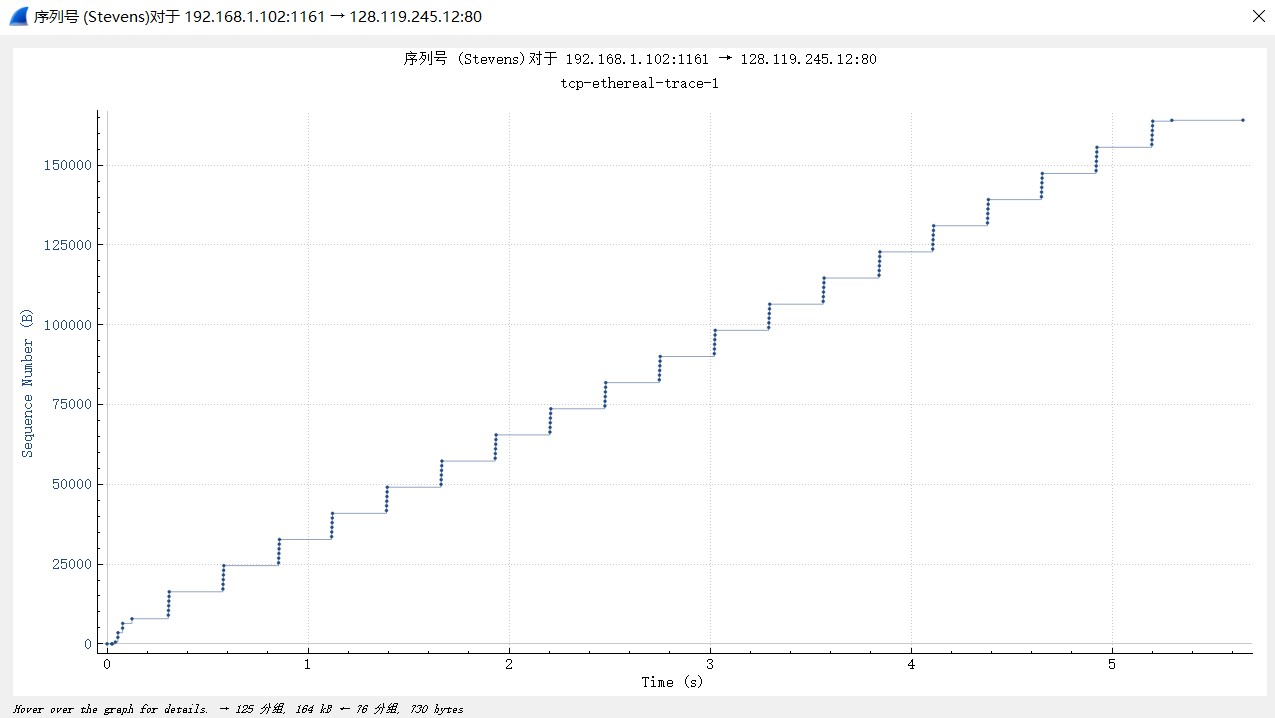 序列号 (Stevens)对于 192.168.1.102:1161 → 128.119.245.12:80
序列号 (Stevens)对于 192.168.1.102:1161 → 128.119.245.12:80
tcp-ethereal-trace-1
Sequence Number (B)
150000
125000
100000
75000
50000
25000
0
0 1 2 3 4 5
Time (s)
Hover over the graph for details. → 125 分组, 164 kB ← 76 分组, 730 bytes